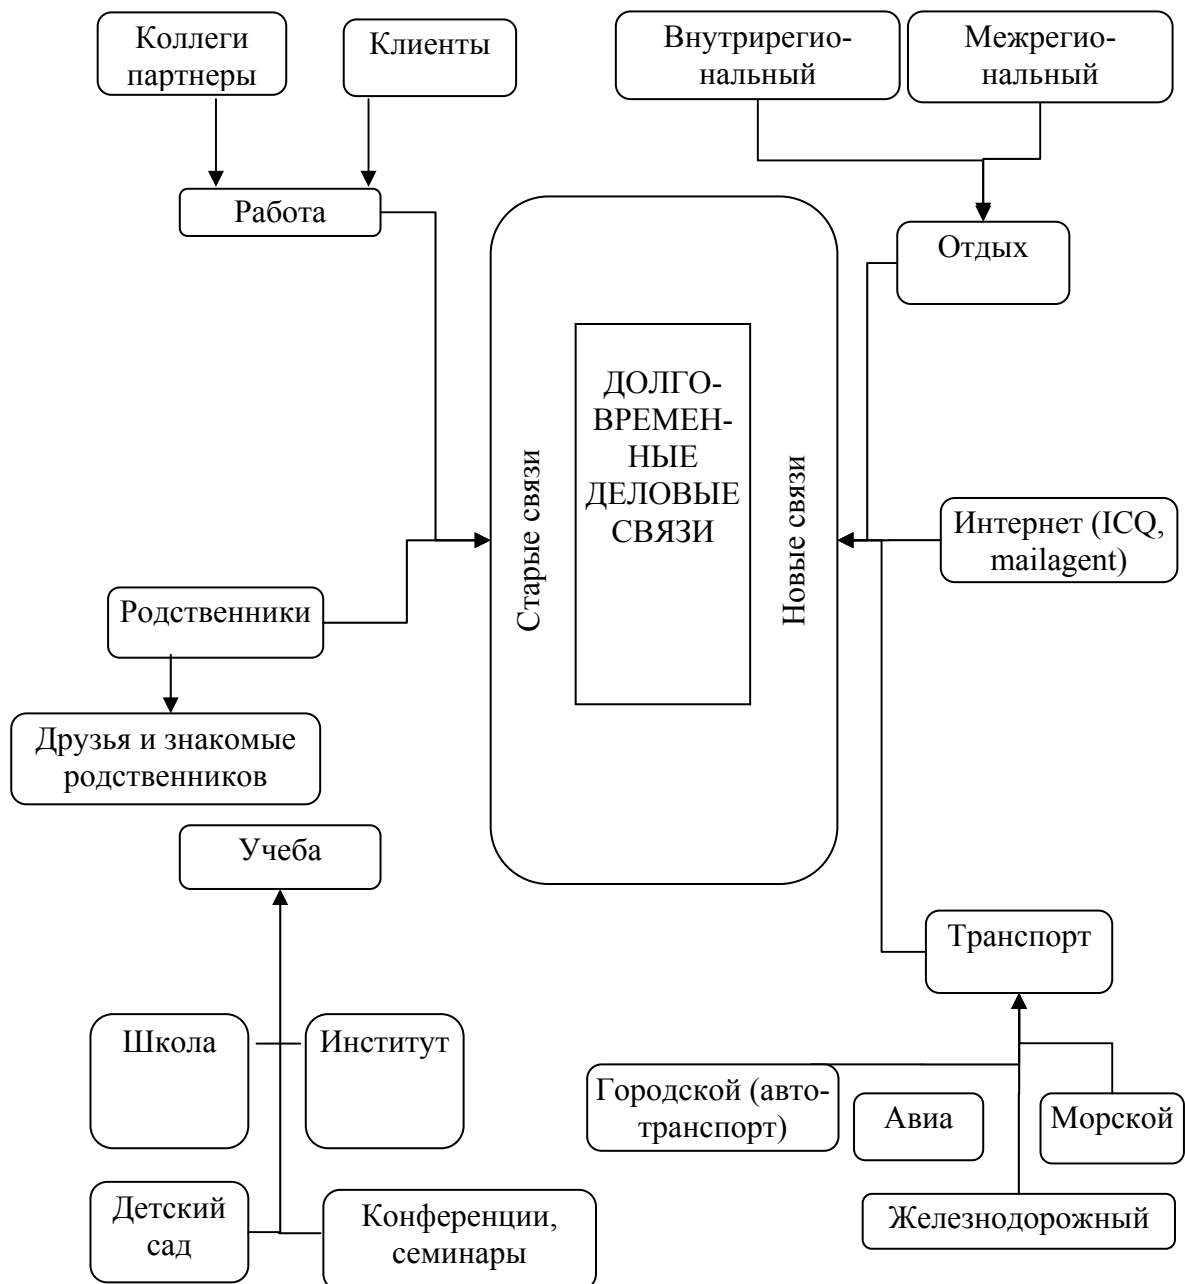 Коллеги
партнеры
Клиенты
Внутрирегио-
нальный
Межрегио-
нальный
Работа
Отдых
ДОЛГО-
ВРЕМЕН-
НЫЕ
ДЕЛОВЫЕ
СВЯЗИ
Старые связи
Новые связи
Интернет (ICQ,
mailagent)
Родственники
Друзья и знакомые
родственников
Учеба
Транспорт
Школа
Институт
Городской (авто-
транспорт)
Авиа
Морской
Детский
сад
Конференции,
семинары
Железнодорожный